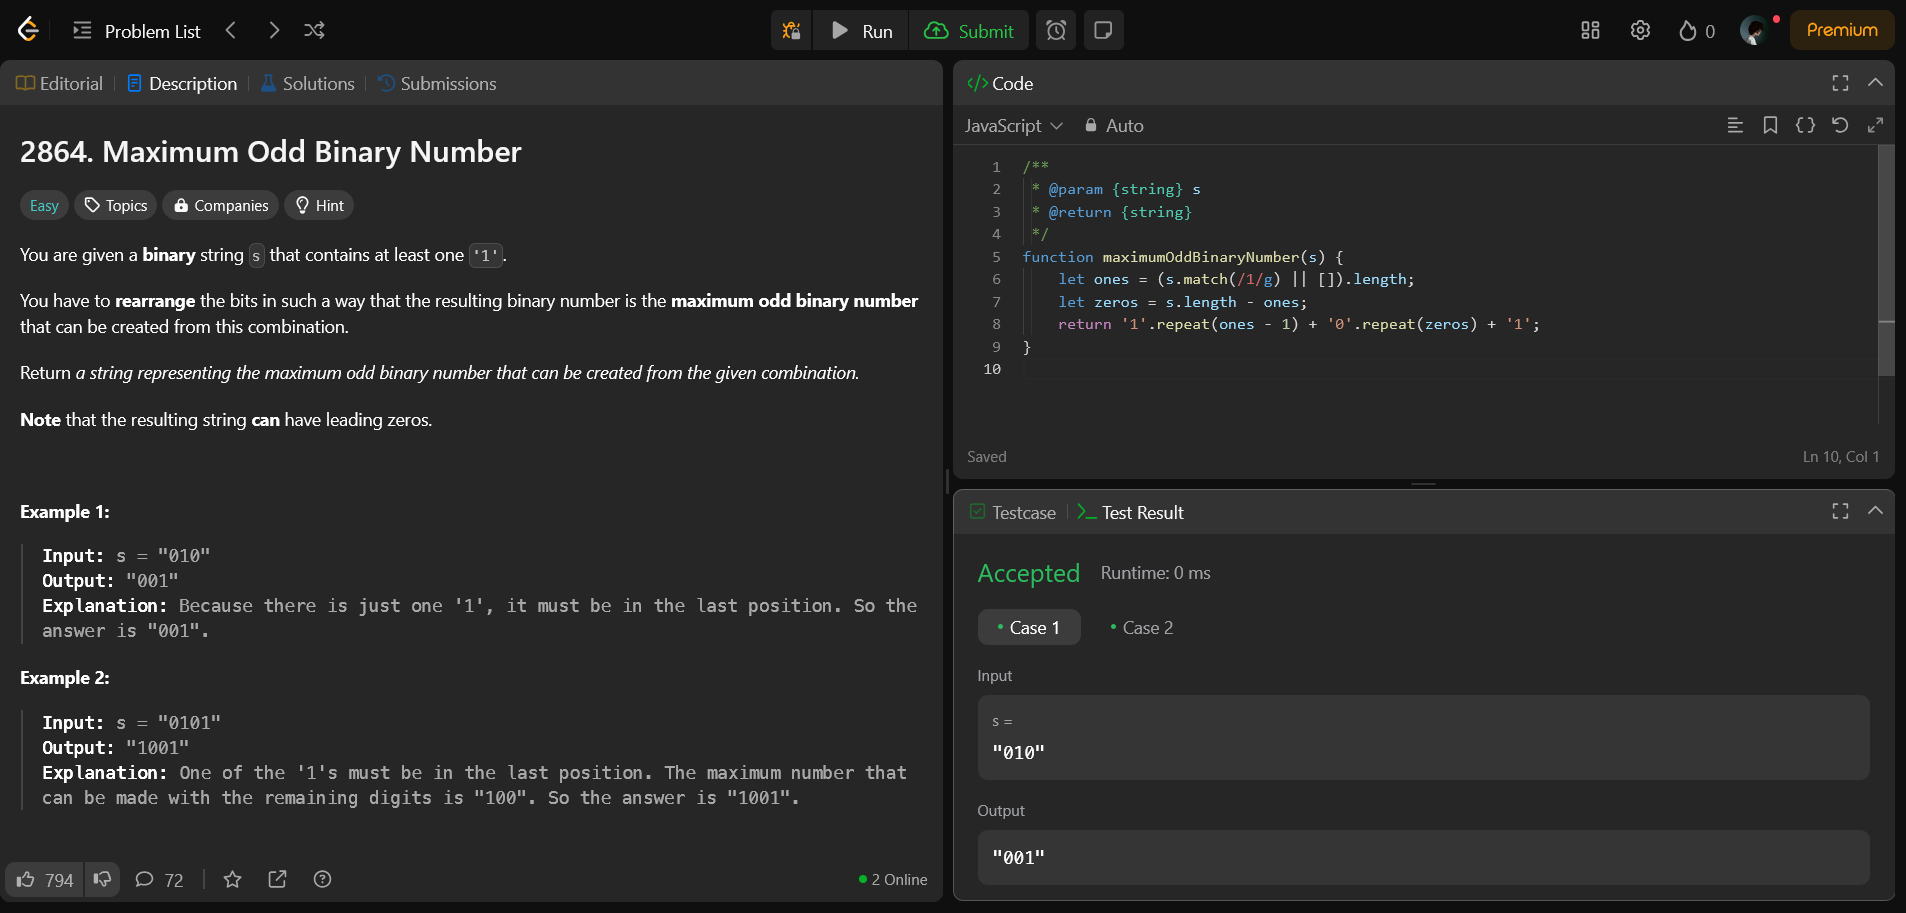 Problem List
Run
Submit
0
Premium
Editorial
Description
Solutions
Submissions
2864. Maximum Odd Binary Number
Easy
Topics
Companies
Hint
You are given a binary string s that contains at least one '1'.
You have to rearrange the bits in such a way that the resulting binary number is the maximum odd binary number
that can be created from this combination.
Return a string representing the maximum odd binary number that can be created from the given combination.
Note that the resulting string can have leading zeros.
Example 1:
Input: s = "010"
Output: "001"
Explanation: Because there is just one '1', it must be in the last position. So the
answer is "001".
Example 2:
Input: s = "0101"
Output: "1001"
Explanation: One of the '1's must be in the last position. The maximum number that
can be made with the remaining digits is "100". So the answer is "1001".
794
72
2 Online
</> Code
JavaScript
Auto
1 /**
2 * @param {string} s
3 * @return {string}
4 */
5 function maximumOddBinaryNumber(s) {
6 let ones = (s.match(/1/g) || []).length;
7 let zeros = s.length - ones;
8 return '1'.repeat(ones - 1) + '0'.repeat(zeros) + '1';
9 }
10
Saved
Ln 10, Col 1
Testcase
Test Result
Accepted
Runtime: 0 ms
Case 1
Case 2
Input
s =
"010"
Output
"001"